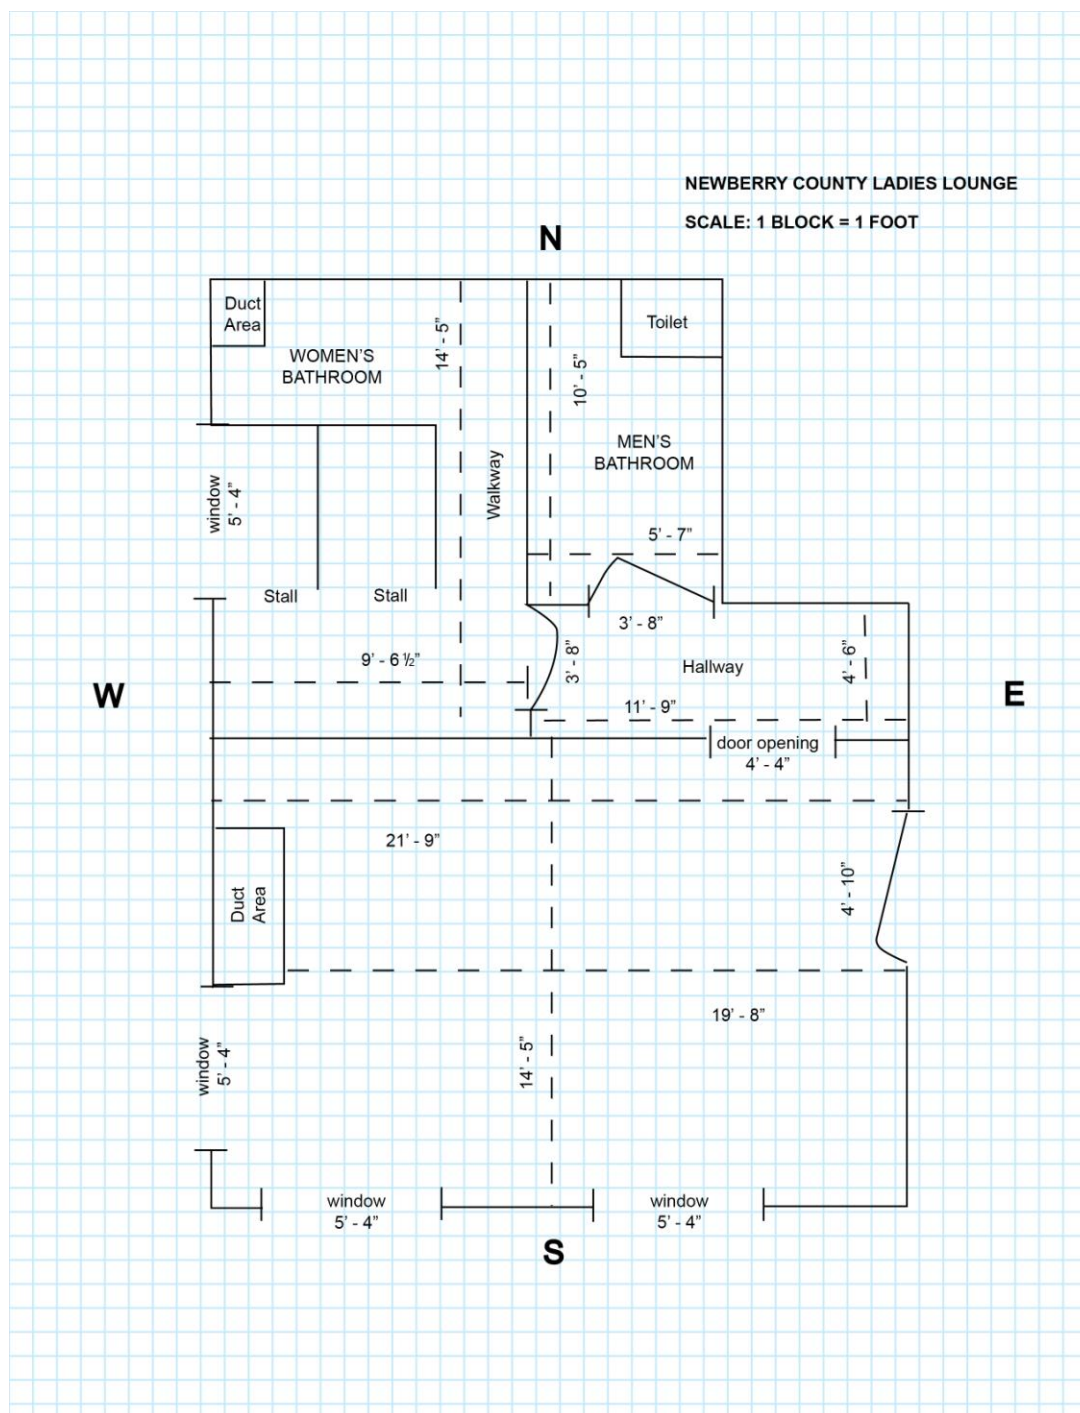 NEWBERRY COUNTY LADIES LOUNGE
SCALE: 1 BLOCK = 1 FOOT
N
Duct
Area
WOMEN'S
BATHROOM
14' - 5"
10' - 5"
Toilet
MEN'S
BATHROOM
Walkway
window
5' - 4"
5' - 7"
Stall
Stall
3' - 8"
9' - 6 ½"
3' - 8"
Hallway
4' - 6"
W
E
11' - 9"
door opening
4' - 4"
21' - 9"
Duct
Area
4' - 10"
19' - 8"
window
5' - 4"
14' - 5"
window
5' - 4"
window
5' - 4"
S